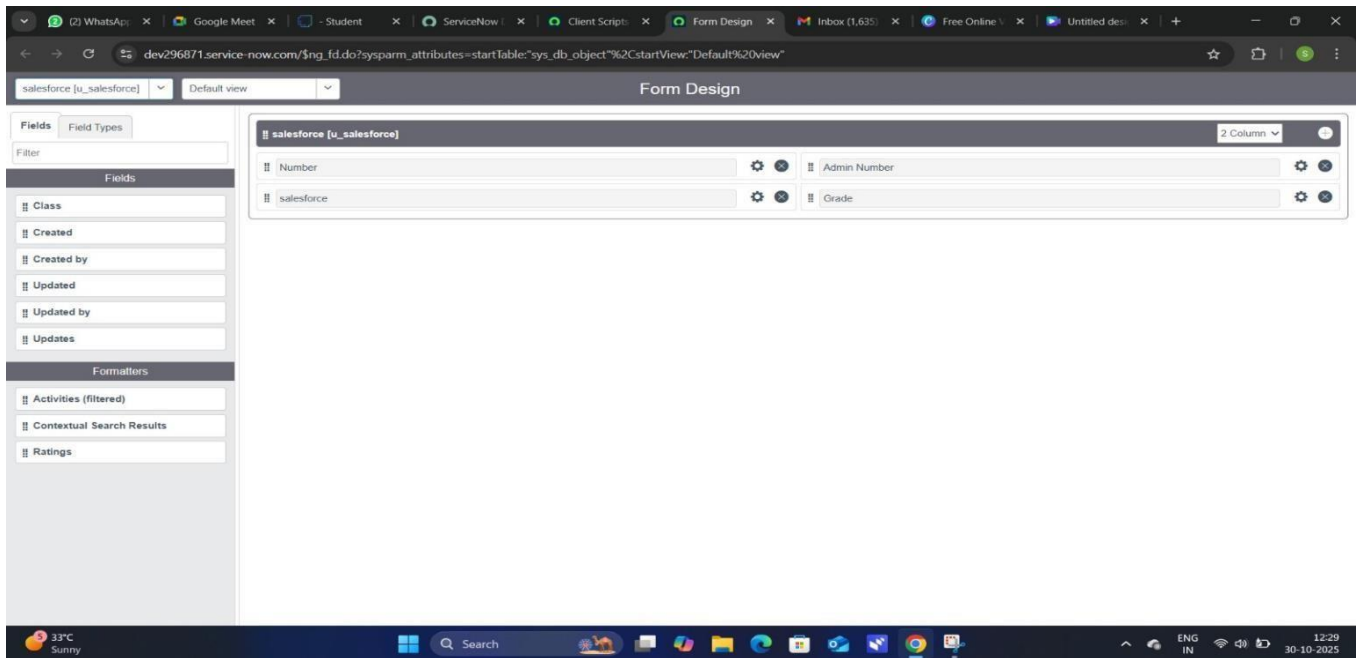 (2) WhatsAp
Google Meet
- Student
ServiceNow
Client Scripts
Form Design
Inbox (1,635)
Free Online
Untitled desi
dev296871.service-now.com/$ng_fd.do?sysparm_attributes=startTable:"sys_db_object"%2CstartView:"Default%20view"
S
salesforce [u_salesforce]
Default view
Form Design
Fields
Field Types
Filter
Fields
Class
Created
Created by
Updated
Updated by
Updates
Formatters
Activities (filtered)
Contextual Search Results
Ratings
salesforce [u_salesforce]
2 Column
Number
Admin Number
salesforce
Grade
5
33°C
Sunny
Search
ENG
IN
12:29
30-10-2025